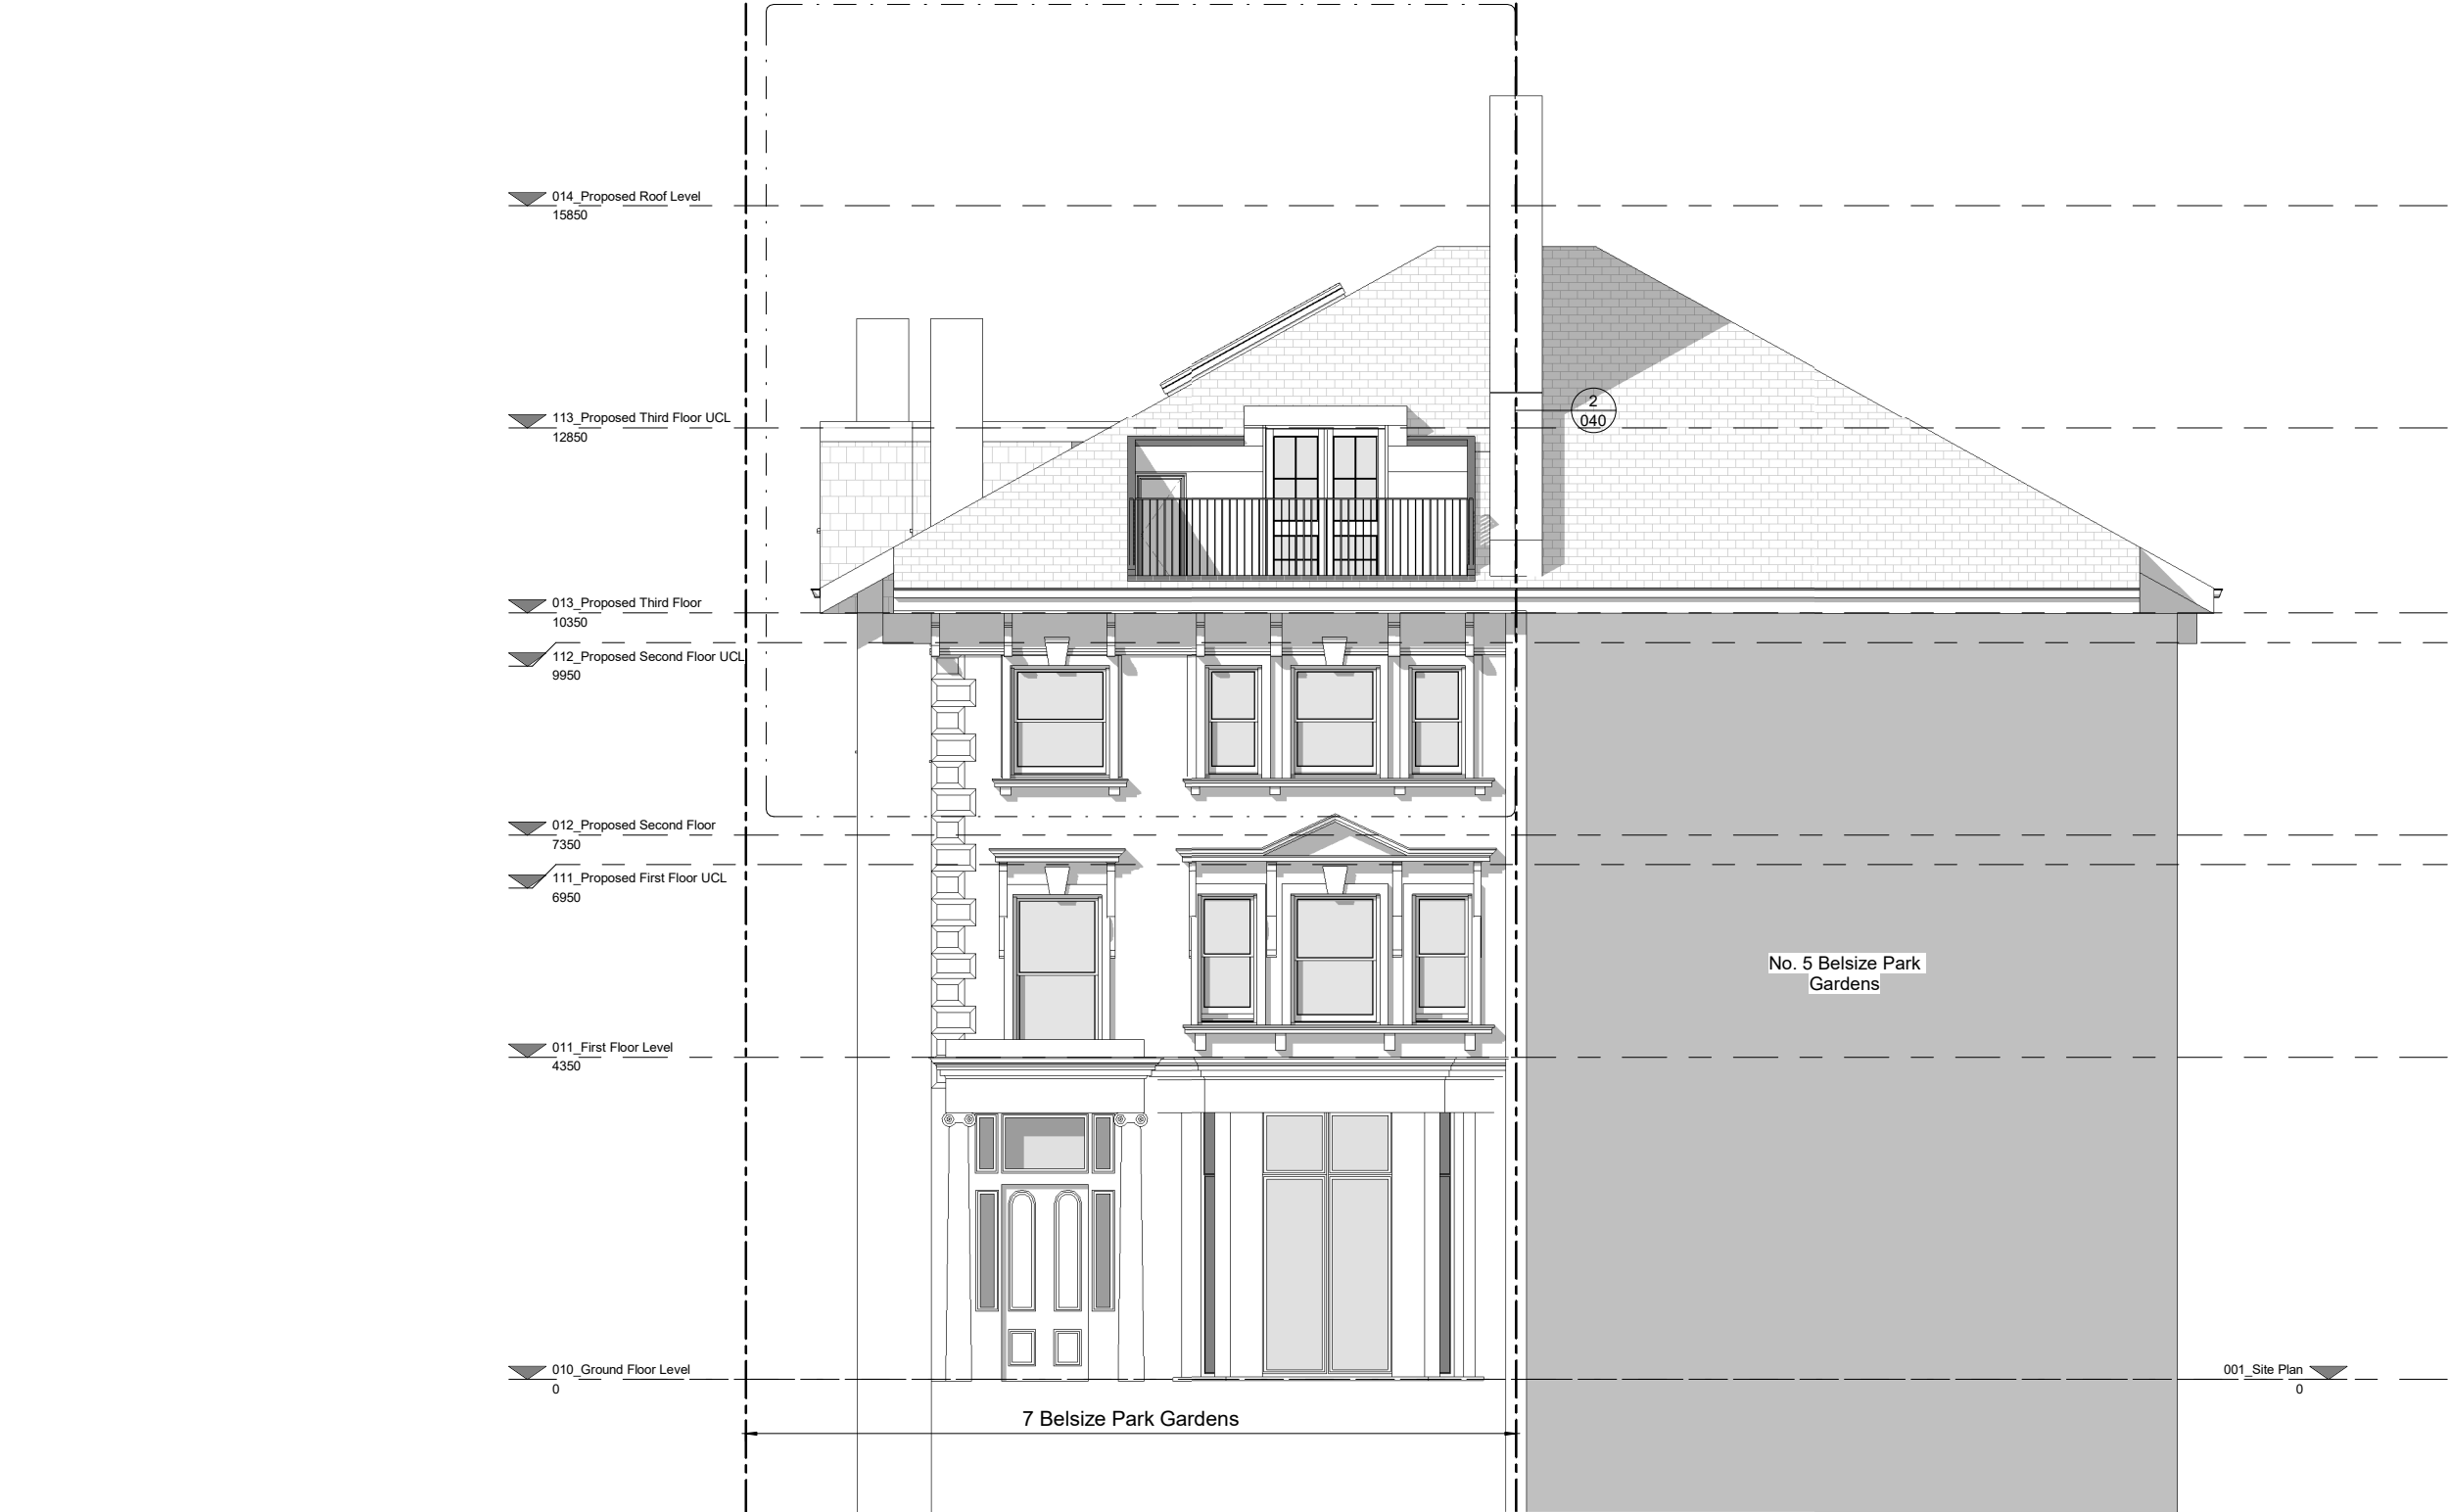 014_Proposed Roof Level
15850
113_Proposed Third Floor UCL
12850
2
040
013_Proposed Third Floor
10350
112_Proposed Second Floor UCL
9950
012_Proposed Second Floor
7350
111_Proposed First Floor UCL
6950
No. 5 Belsize Park
Gardens
011_First Floor Level
4350
010_Ground Floor Level
0
001_Site Plan
0
7 Belsize Park Gardens